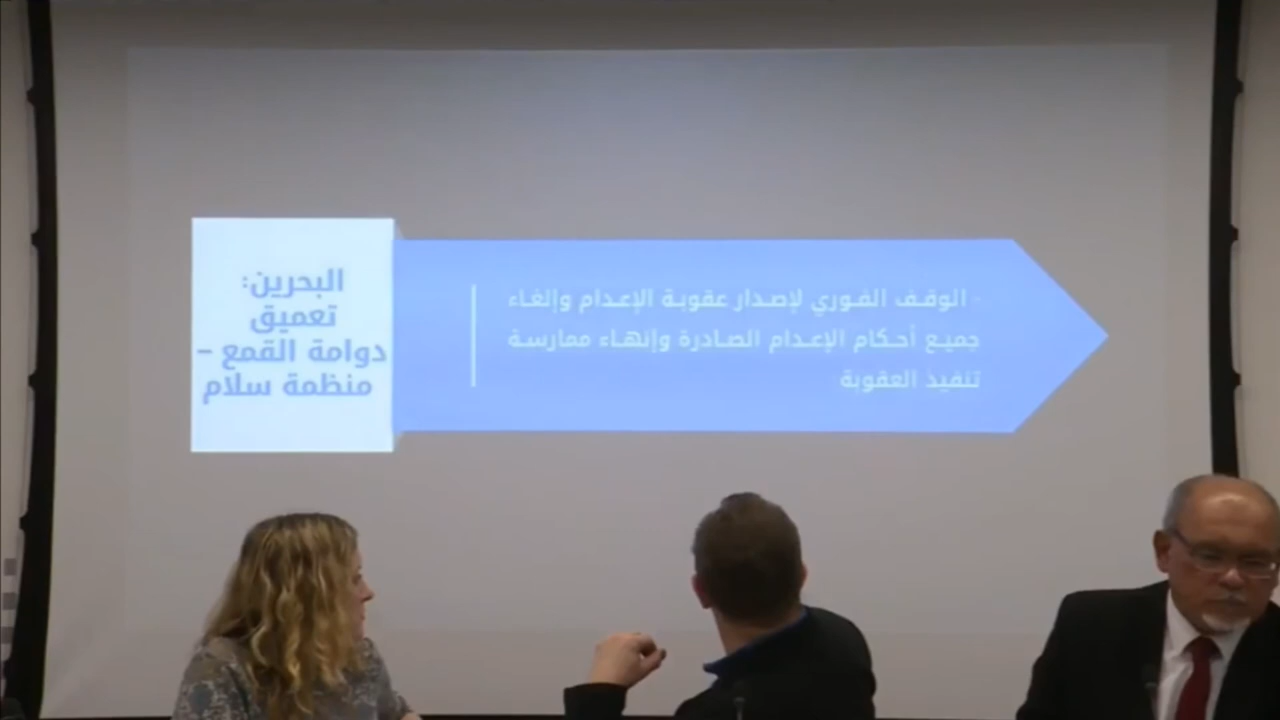 البحرين:
تعميق
دوامة القمع –
منظمة سلام
- الوقف الفوري لإصدار عقوبة الإعدام وإلغاء
جميع أحكام الإعدام الصادرة وإنهاء ممارسة
تنفيذ العقوبة